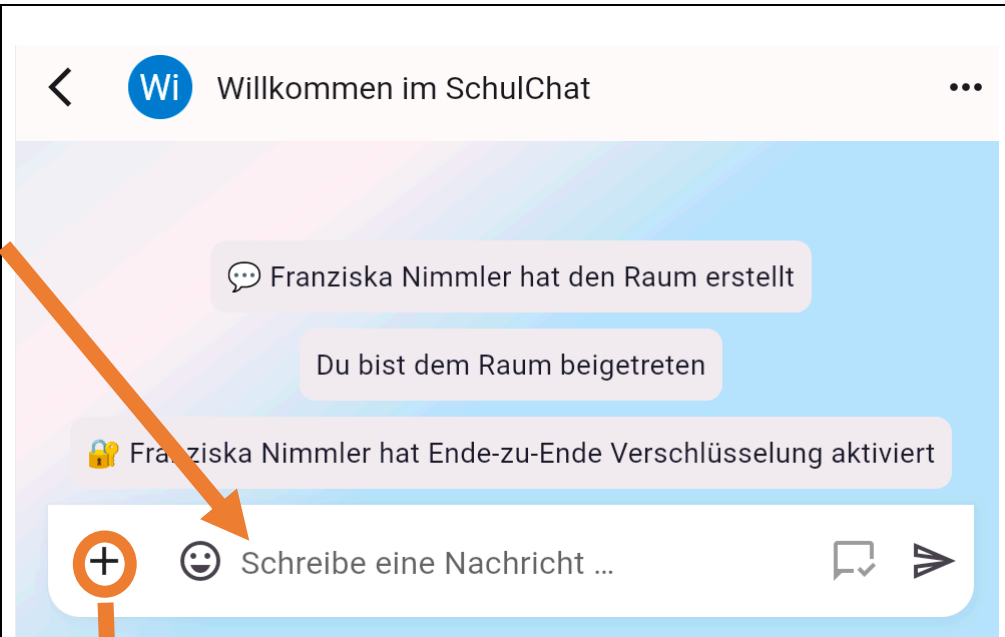 Wi Willkommen im SchulChat
💬 Franziska Nimmler hat den Raum erstellt
Du bist dem Raum beigetreten
🔐 Franziska Nimmler hat Ende-zu-Ende Verschlüsselung aktiviert
Schreibe eine Nachricht ...